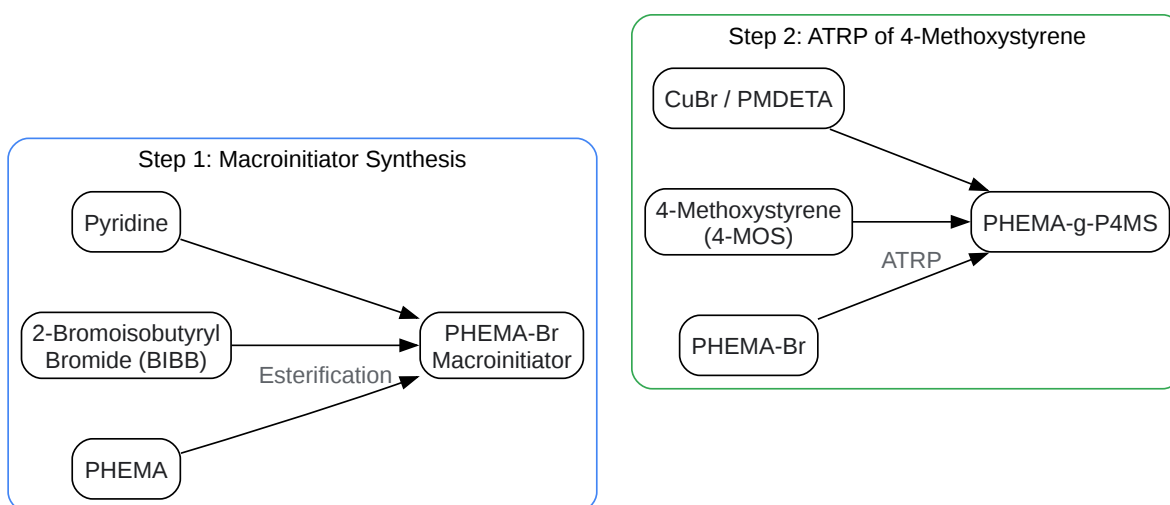 Step 1: Macroinitiator Synthesis
Pyridine
2-Bromoisobutyryl
Bromide (BIBB)
Esterification
PHEMA
PHEMA-Br
Macroinitiator
Step 2: ATRP of 4-Methoxystyrene
CuBr / PMDETA
4-Methoxystyrene
(4-MOS)
ATRP
PHEMA-Br
PHEMA-g-P4MS